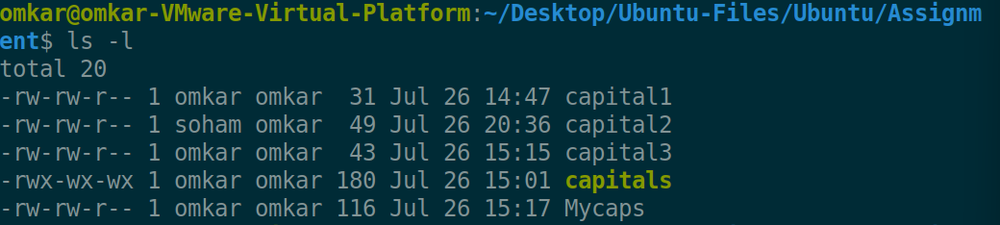 omkar@omkar-VMware-Virtual-Platform:~/Desktop/Ubuntu-Files/Ubuntu/Assignm
ent$ ls -l
total 20
-rw-rw-r-- 1 omkar omkar  31 Jul 26 14:47 capital1
-rw-rw-r-- 1 soham omkar  49 Jul 26 20:36 capital2
-rw-rw-r-- 1 omkar omkar  43 Jul 26 15:15 capital3
-rwx-wx-wx 1 omkar omkar 180 Jul 26 15:01 capitals
-rw-rw-r-- 1 omkar omkar 116 Jul 26 15:17 Mycaps